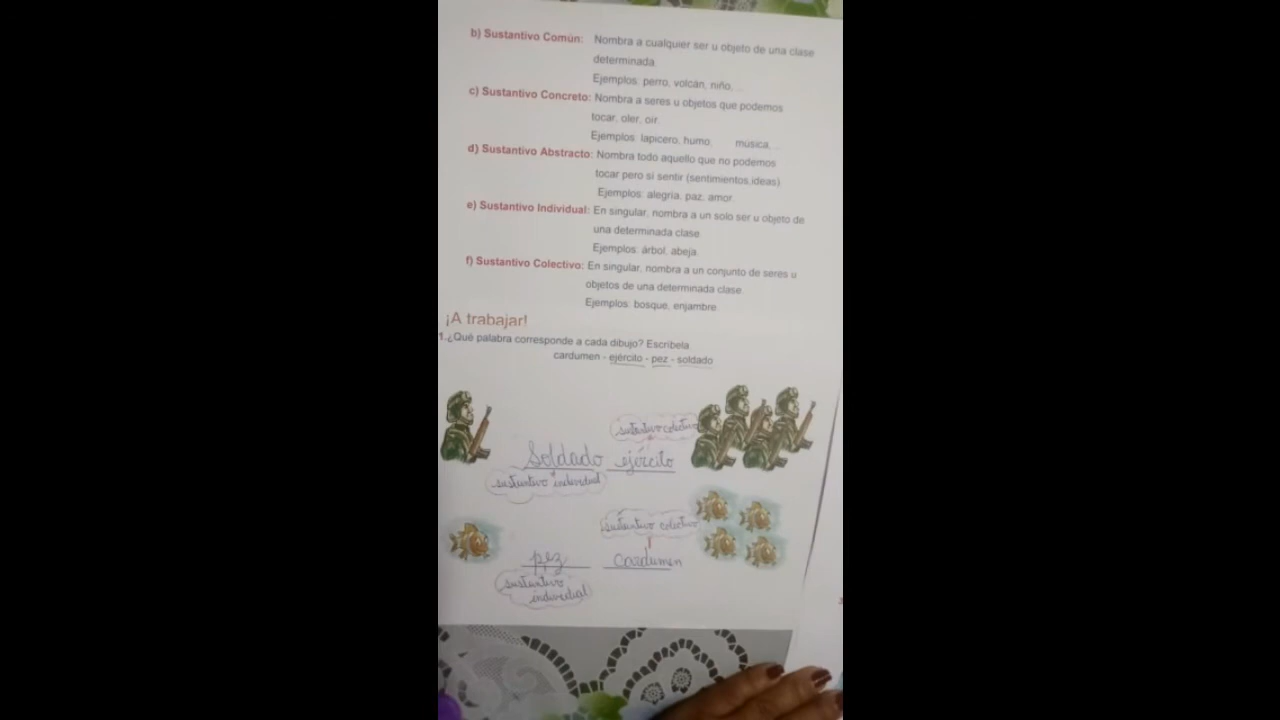 b) Sustantivo Común: Nombra a cualquier ser u objeto de una clase
determinada
Ejemplos: perro, volcán, niño, ..
c) Sustantivo Concreto: Nombra a seres u objetos que podemos
tocar, oler, oir.
Ejemplos: lapicero, humo, musica, ..
d) Sustantivo Abstracto: Nombra todo aquello que no podemos
tocar pero si sentir (sentimientos,ideas)
Ejemplos: alegría, paz, amor.
e) Sustantivo Individual: En singular, nombra a un solo ser u objeto de
una determinada clase.
Ejemplos: árbol, abeja.
f) Sustantivo Colectivo: En singular, nombra a un conjunto de seres u
objetos de una determinada clase.
Ejemplos: bosque, enjambre.
¡A trabajar!
1.¿Qué palabra corresponde a cada dibujo? Escríbela.
cardumen - ejército - pez - soldado
sustantivo colectivo
Soldado ejército
sustantivo individual
sustantivo colectivo
pez cardumen
sustantivo
individual